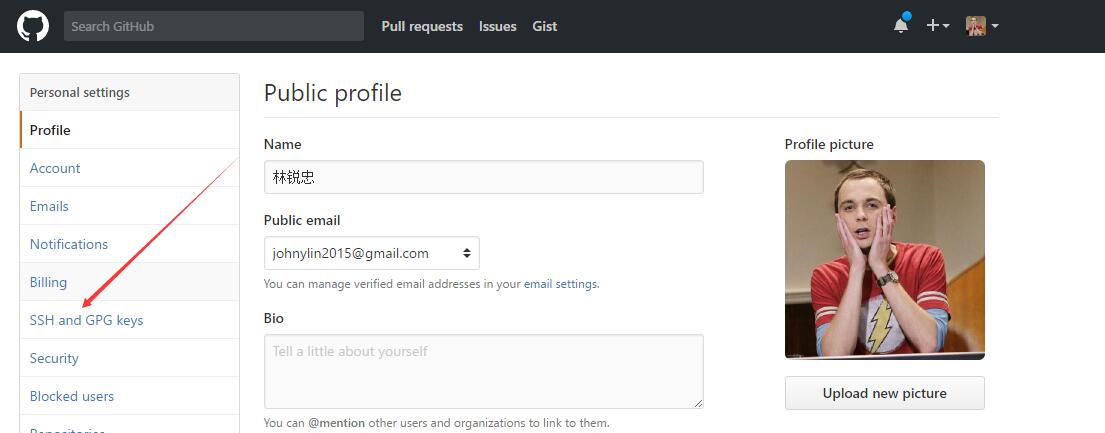 Search GitHub
Pull requests
Issues
Gist
Personal settings
Profile
Account
Emails
Notifications
Billing
SSH and GPG keys
Security
Blocked users
Repositories
Public profile
Name
林锐忠
Public email
johnylin2015@gmail.com
You can manage verified email addresses in your email settings.
Bio
Tell a little about yourself
You can @mention other users and organizations to link to them.
Profile picture
Upload new picture